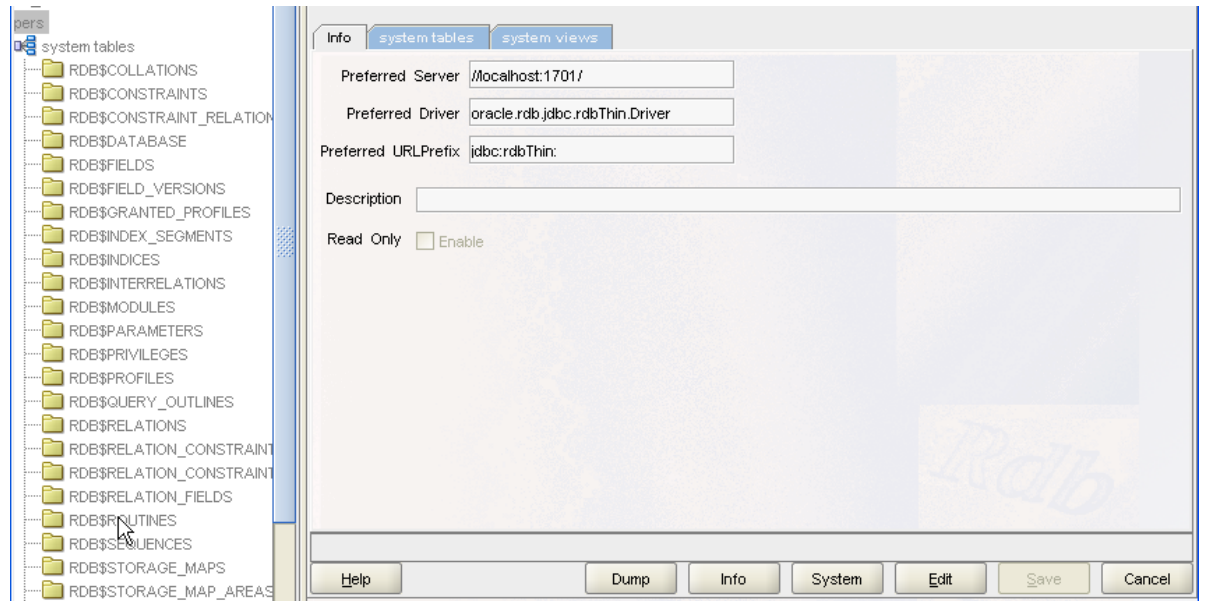 pers
system tables
RDB$COLLATIONS
RDB$CONSTRAINTS
RDB$CONSTRAINT_RELATION
RDB$DATABASE
RDB$FIELDS
RDB$FIELD_VERSIONS
RDB$GRANTED_PROFILES
RDB$INDEX_SEGMENTS
RDB$INDICES
RDB$INTERRELATIONS
RDB$MODULES
RDB$PARAMETERS
RDB$PRIVILEGES
RDB$PROFILES
RDB$QUERY_OUTLINES
RDB$RELATIONS
RDB$RELATION_CONSTRAINT
RDB$RELATION_CONSTRAINT
RDB$RELATION_FIELDS
RDB$ROUTINES
RDB$SEQUENCES
RDB$STORAGE_MAPS
RDB$STORAGE_MAP_AREAS
Info system tables system views
Preferred Server //localhost:1701/
Preferred Driver oracle.rdb.jdbc.rdbThin.Driver
Preferred URLPrefix jdbc:rdbThin:
Description
Read Only Enable
Rdb
Help Dump Info System Edit Save Cancel